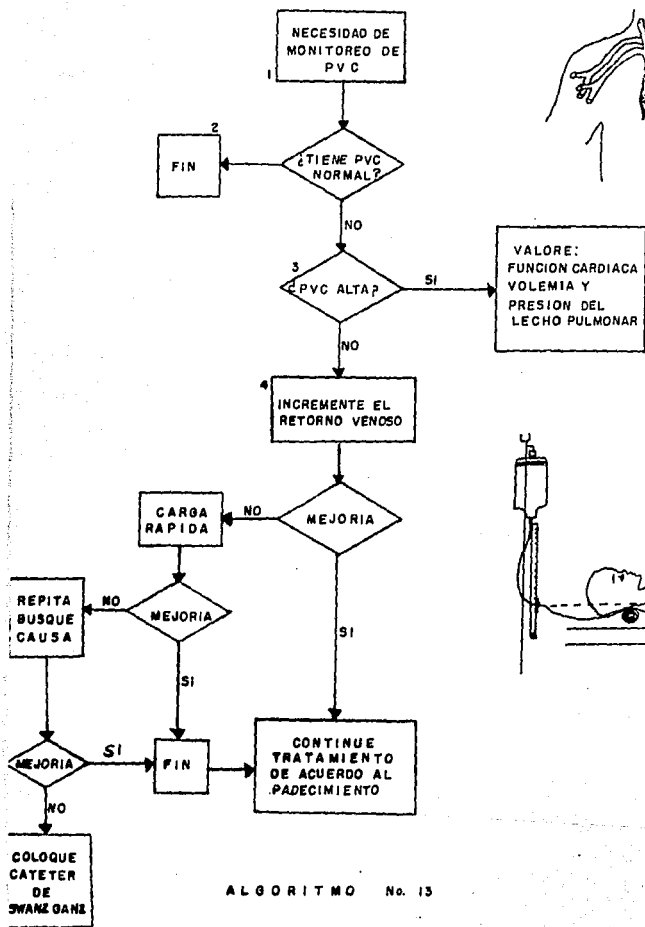 NECESIDAD DE
MONITOREO DE
PVC
1
2
FIN
¿TIENE PVC
NORMAL?
NO
3
¿PVC ALTA?
SI
VALORE:
FUNCION CARDIACA
VOLEMIA Y
PRESION DEL
LECHO PULMONAR
NO
4
INCREMENTE EL
RETORNO VENOSO
CARGA
RAPIDA
NO
MEJORIA
REPITA
BUSQUE
CAUSA
NO
MEJORIA
SI
SI
MEJORIA
SI
FIN
CONTINUE
TRATAMIENTO
DE ACUERDO AL
PADECIMIENTO
NO
COLOQUE
CATETER
DE
SWANZ GANZ
ALGORITMO No. 13